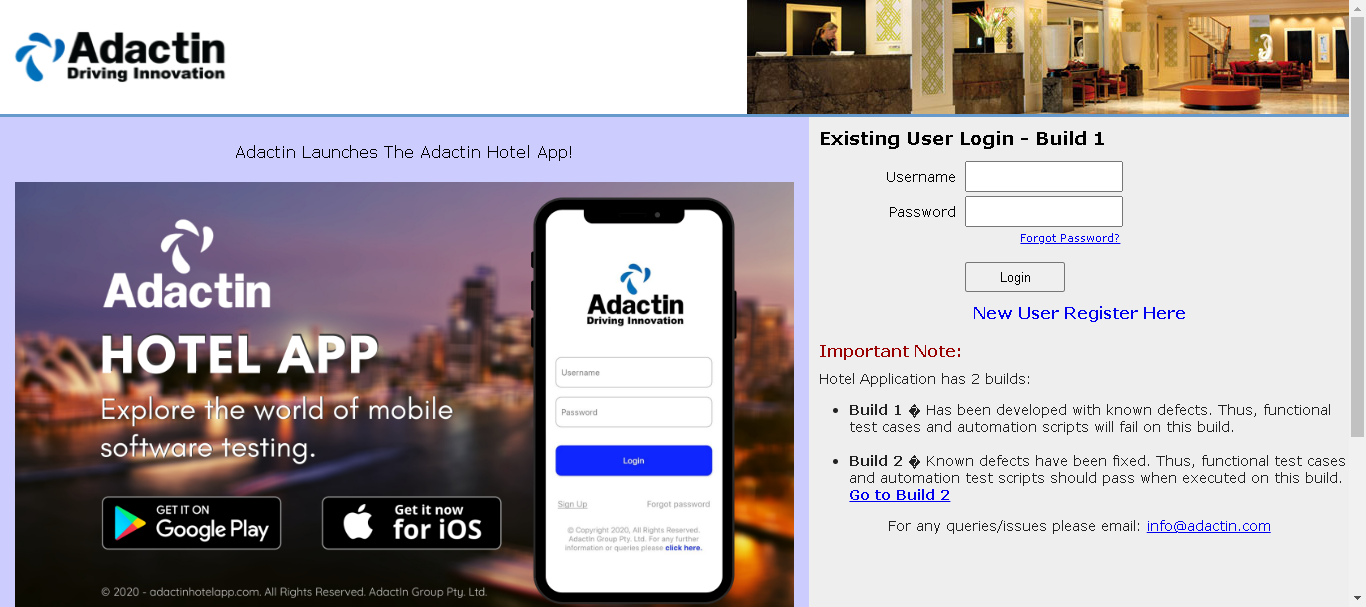 Adactin
Driving Innovation
Adactin Launches The Adactin Hotel App!
Adactin
HOTEL APP
Explore the world of mobile
software testing.
GET IT ON
Google Play
Get it now
for iOS
© 2020 - adactinhotelapp.com. All Rights Reserved. Adactin Group Pty. Ltd.
Adactin
Driving Innovation
Username
Password
Login
Sign Up Forgot password
© Copyright 2020, All Rights Reserved.
Adactin Group Pty. Ltd. For any further
information or queries please click here.
Existing User Login - Build 1
Username
Password
Forgot Password?
Login
New User Register Here
Important Note:
Hotel Application has 2 builds:
• Build 1 � Has been developed with known defects. Thus, functional
test cases and automation scripts will fail on this build.
• Build 2 � Known defects have been fixed. Thus, functional test cases
and automation test scripts should pass when executed on this build.
Go to Build 2
For any queries/issues please email: info@adactin.com